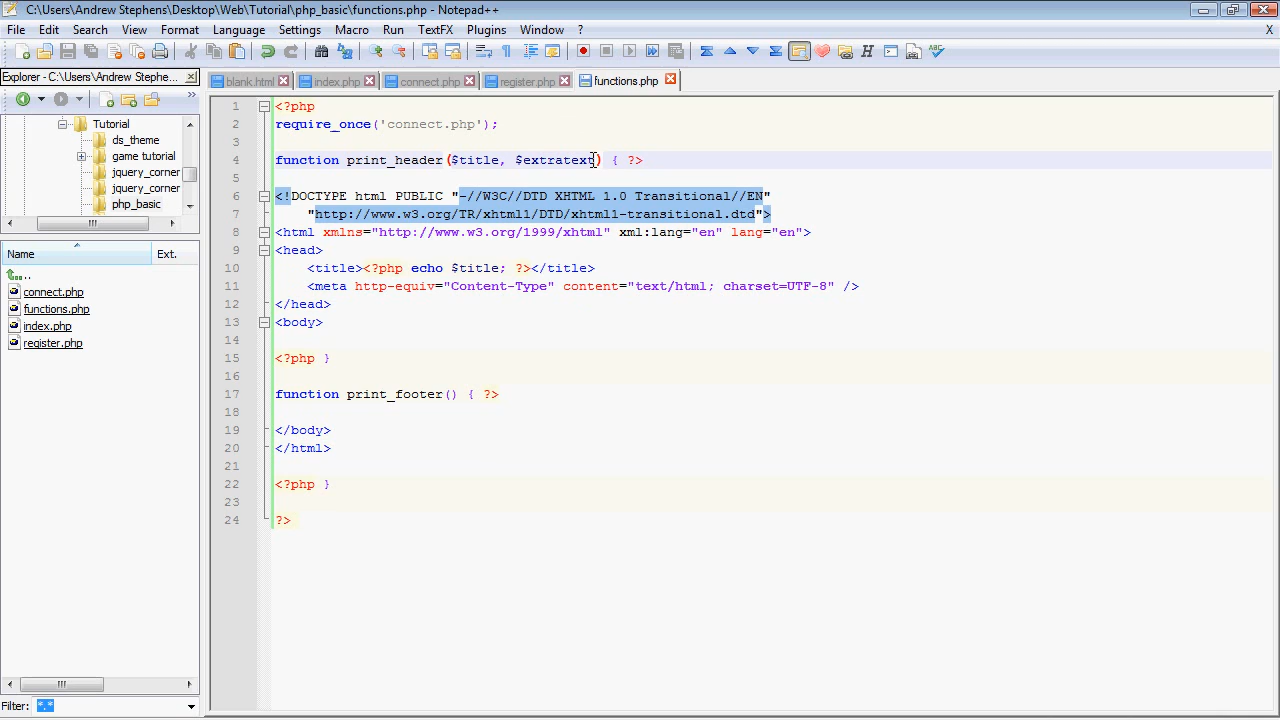 C:\Users\Andrew Stephens\Desktop\Web\Tutorial\php_basic\functions.php - Notepad++
File Edit Search View Format Language Settings Macro Run TextFX Plugins Window ? X
Explorer - C:\Users\Andrew Stephe...
blank.html index.php connect.php register.php functions.php
Tutorial
ds_theme
game tutorial
jquery_corner
jquery_corner
php_basic
Name Ext.
..
connect.php
functions.php
index.php
register.php
Filter: *.*
1 <?php
2 require_once('connect.php');
3
4 function print_header($title, $extratext) { ?>
5
6 <!DOCTYPE html PUBLIC "-//W3C//DTD XHTML 1.0 Transitional//EN"
7 "http://www.w3.org/TR/xhtml1/DTD/xhtml1-transitional.dtd">
8 <html xmlns="http://www.w3.org/1999/xhtml" xml:lang="en" lang="en">
9 <head>
10 <title><?php echo $title; ?></title>
11 <meta http-equiv="Content-Type" content="text/html; charset=UTF-8" />
12 </head>
13 <body>
14
15 <?php }
16
17 function print_footer() { ?>
18
19 </body>
20 </html>
21
22 <?php }
23
24 ?>